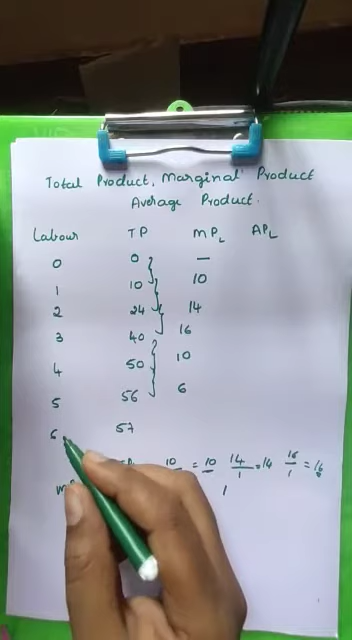 Total Product, Marginal Product
Average Product.
Labour TP MPL APL
0 0 —
1 10 10
2 24 14
3 40 16
4 50 10
5 56 6
6 57
10 = 10 14/1 = 14 16/1 = 16
1